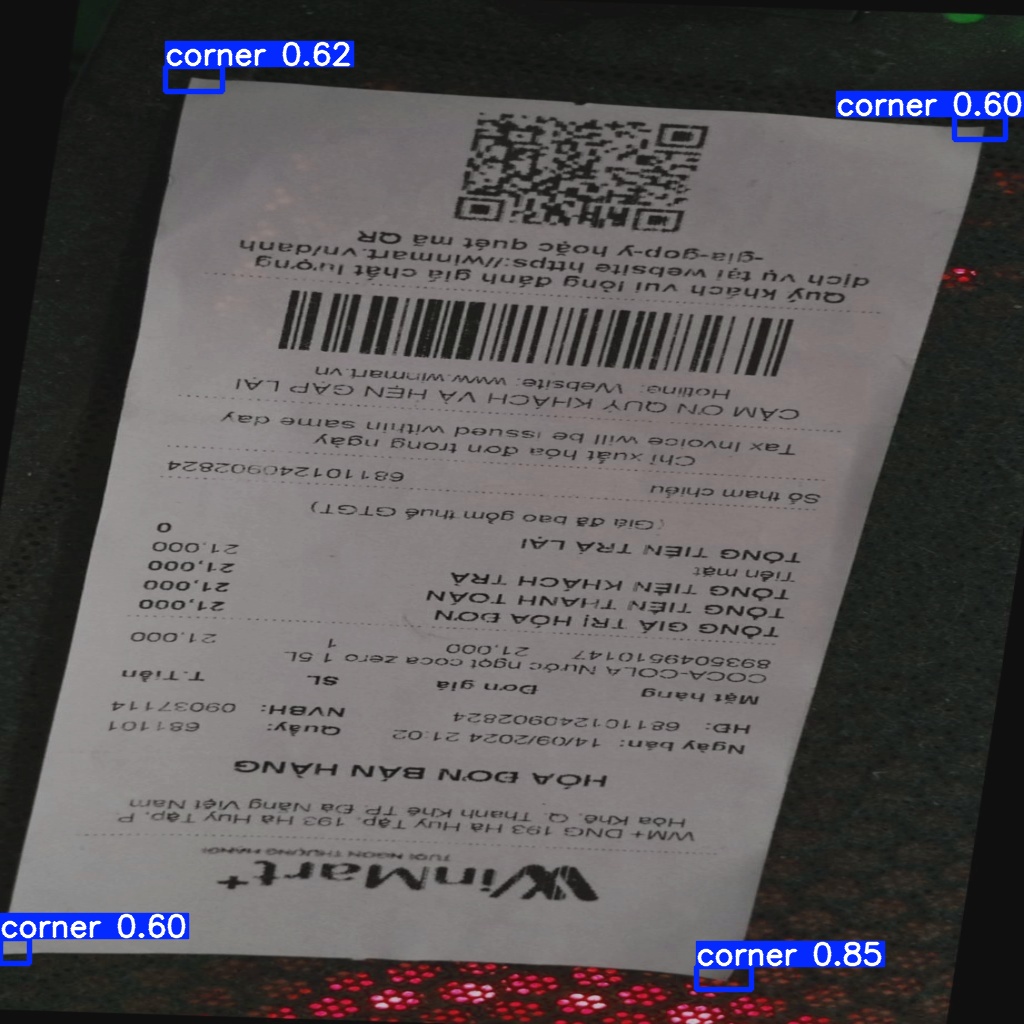 corner 0.62
corner 0.60
corner 0.60
corner 0.85
WinMart+
TƯƠI NGON THƯỢNG HẠNG
WM+ DNG 193 Hà Huy Tập, 193 Hà Huy Tập, P.
Hòa Khê, Q. Thanh Khê TP. Đà Nẵng Việt Nam
HÓA ĐƠN BÁN HÀNG
Ngày bán: 14/09/2024 21:02 Quầy: 681101
HĐ: 681101240902824 NVBH: 09037114
Mặt hàng Đơn giá SL T.Tiền
COCA-COLA Nước ngọt coca zero 1.5L
8935049510147 21,000 1 21.000
TỔNG GIÁ TRỊ HÓA ĐƠN 21,000
TỔNG TIỀN THANH TOÁN 21,000
TỔNG TIỀN KHÁCH TRẢ 21,000
Tiền mặt 21.000
TỔNG TIỀN TRẢ LẠI 0
(Giá đã bao gồm thuế GTGT)
Số tham chiếu 681101240902824
Chỉ xuất hóa đơn trong ngày
Tax Invoice will be issued within same day
CẢM ƠN QUÝ KHÁCH VÀ HẸN GẶP LẠI
Hotline: Website: www.winmart.vn
Quý khách vui lòng đánh giá chất lượng
dịch vụ tại website https://winmart.vn/danh
-gia-gop-y hoặc quét mã QR